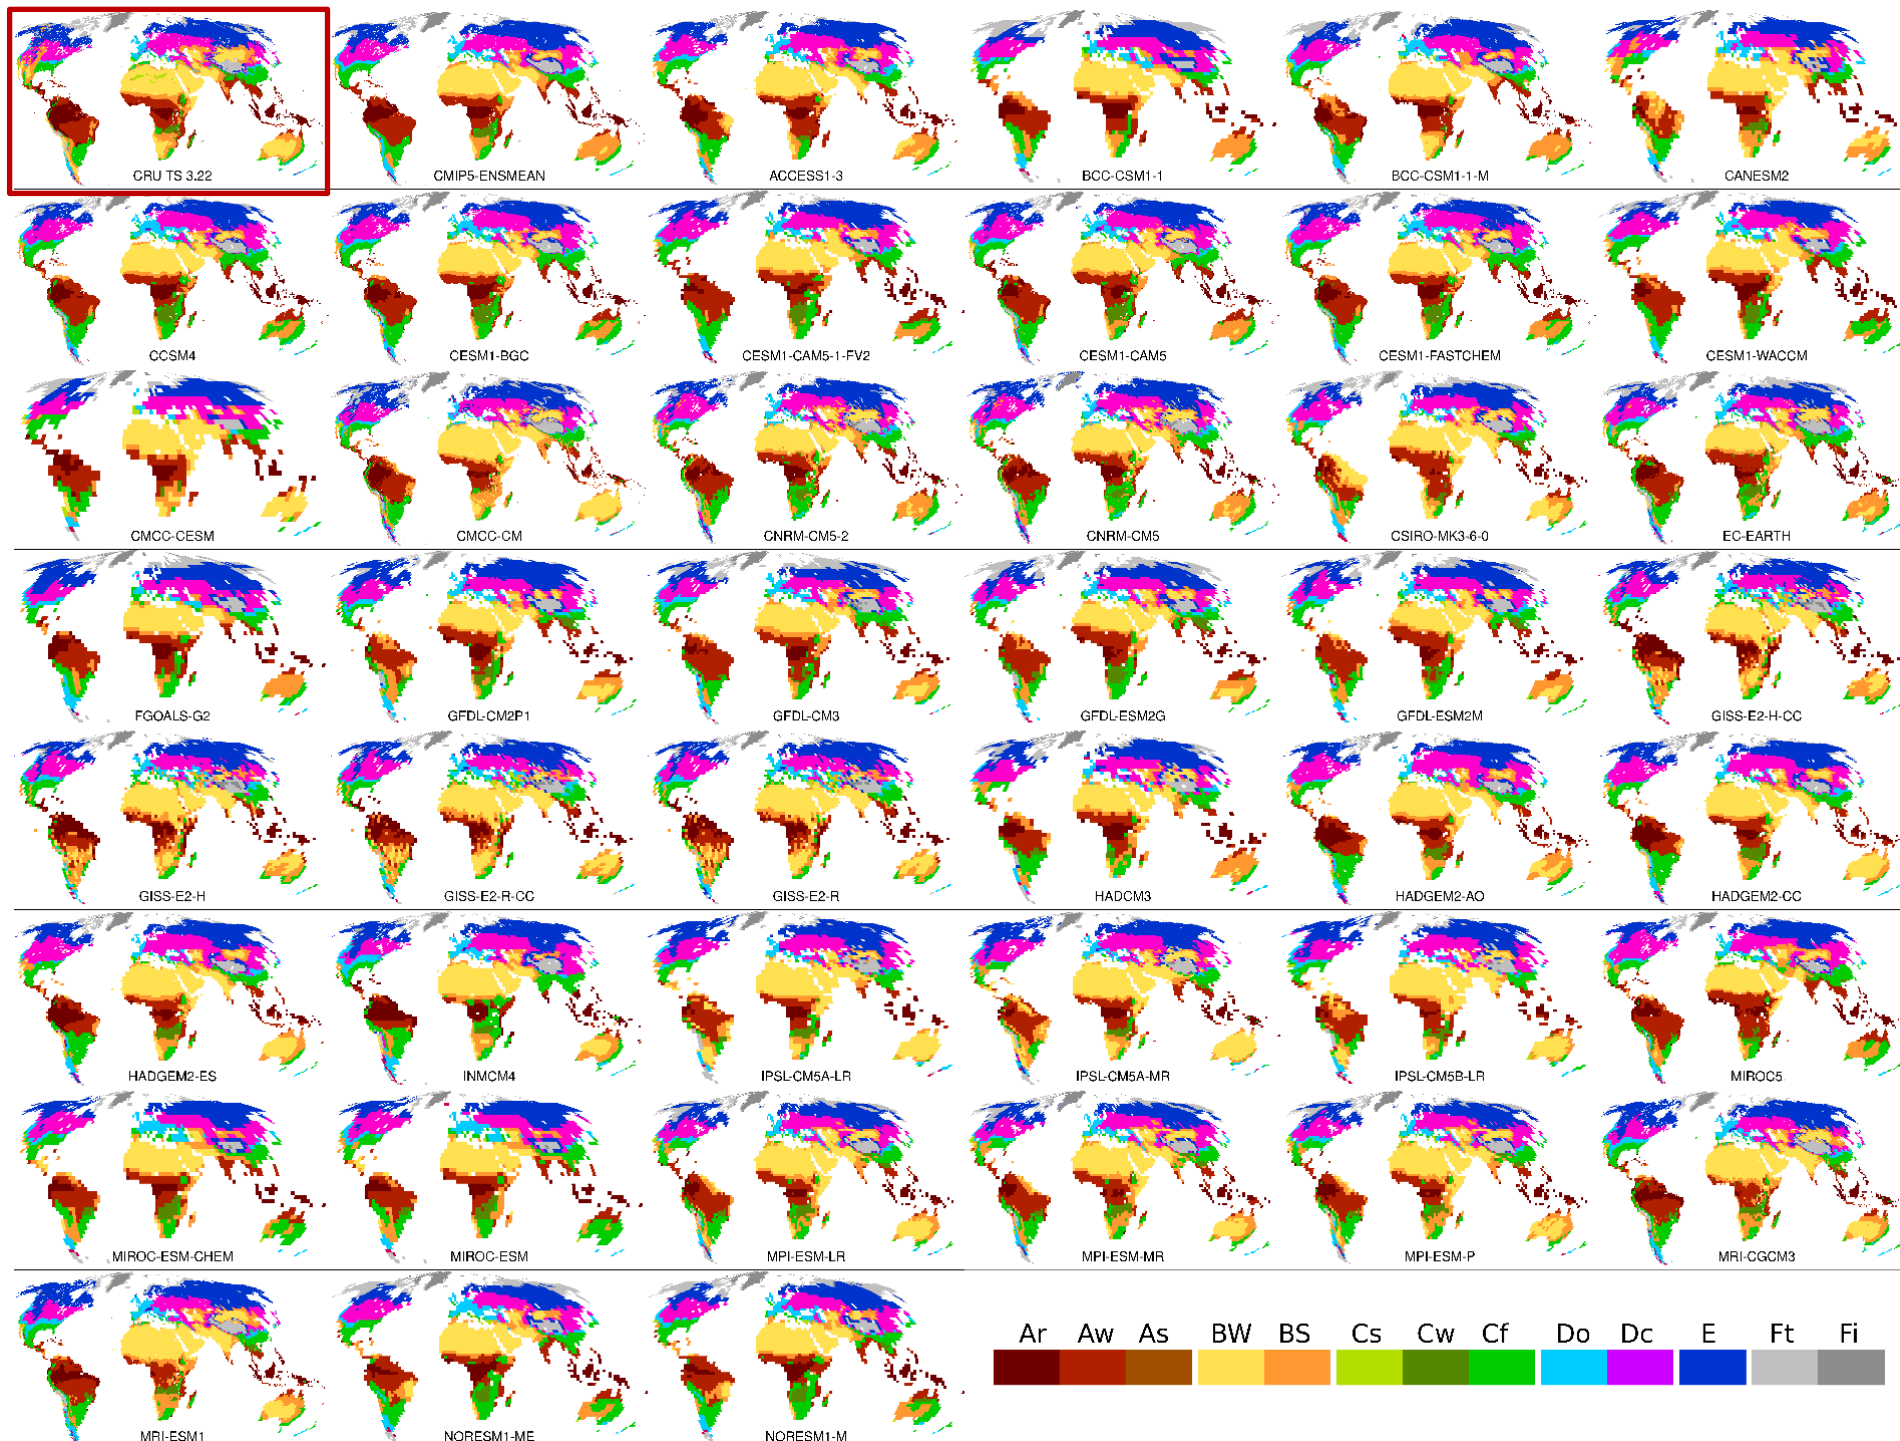 CRU TS 3.22 CMIP5-ENSMEAN ACCESS1-3 BCC-CSM1-1 BCC-CSM1-1-M CANESM2
CCSM4 CESM1-BGC CESM1-CAM5-1-FV2 CESM1-CAM5 CESM1-FASTCHEM CESM1-WACCM
CMCC-CESM CMCC-CM CNRM-CM5-2 CNRM-CM5 CSIRO-MK3-6-0 EC-EARTH
FGOALS-G2 GFDL-CM2P1 GFDL-CM3 GFDL-ESM2G GFDL-ESM2M GISS-E2-H-CC
GISS-E2-H GISS-E2-R-CC GISS-E2-R HADCM3 HADGEM2-AO HADGEM2-CC
HADGEM2-ES INMCM4 IPSL-CM5A-LR IPSL-CM5A-MR IPSL-CM5B-LR MIROC5
MIROC-ESM-CHEM MIROC-ESM MPI-ESM-LR MPI-ESM-MR MPI-ESM-P MRI-CGCM3
Ar Aw As BW BS Cs Cw Cf Do Dc E Ft Fi
MRI-ESM1 NORESM1-ME NORESM1-M